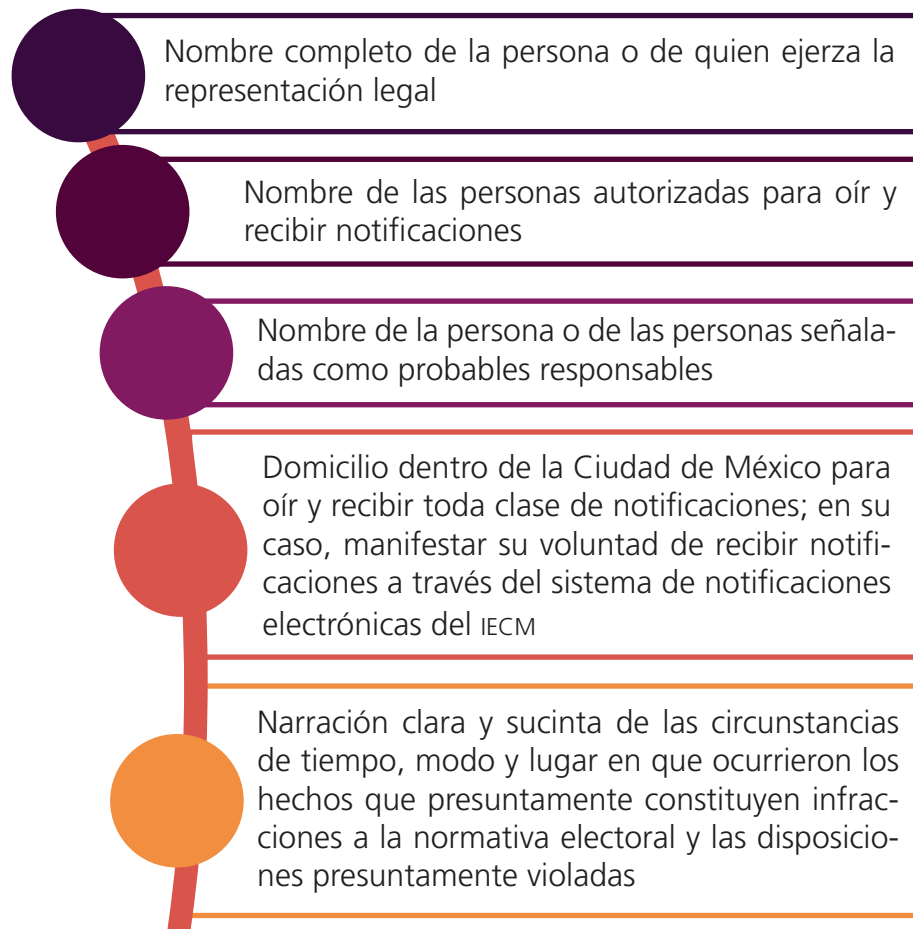 Nombre completo de la persona o de quien ejerza la
representación legal
Nombre de las personas autorizadas para oír y
recibir notificaciones
Nombre de la persona o de las personas señala-
das como probables responsables
Domicilio dentro de la Ciudad de México para
oír y recibir toda clase de notificaciones; en su
caso, manifestar su voluntad de recibir notifi-
caciones a través del sistema de notificaciones
electrónicas del IECM
Narración clara y sucinta de las circunstancias
de tiempo, modo y lugar en que ocurrieron los
hechos que presuntamente constituyen infrac-
ciones a la normativa electoral y las disposicio-
nes presuntamente violadas